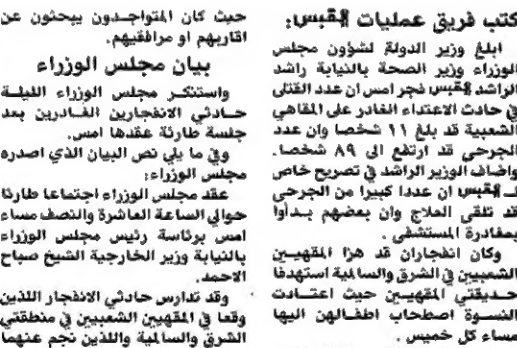 كتب فريق عمليات القبس:
ابلغ وزير الدولة لشؤون مجلس
الوزراء وزير الصحة بالنيابة راشد
الراشد القبس فجر امس ان عدد القتلى
في حادث الاعتداء الغادر على المقاهي
الشعبية قد بلغ ١١ شخصا وان عدد
الجرحى قد ارتفع الى ٨٩ شخصا.
واضاف الوزير الراشد في تصريح خاص
لـ القبس ان عددا كبيرا من الجرحى
قد تلقى العلاج وان بعضهم بدأوا
بمغادرة المستشفى.
وكان انفجاران قد هزا المقهيين
الشعبيين في الشرق والسالمية استهدفا
حديقتي المقهيين حيث اعتادت
النسوة اصطحاب اطفالهن اليها
مساء كل خميس.
حيث كان المتواجدون يبحثون عن
اقاربهم او مرافقيهم.
بيان مجلس الوزراء
واستنكر مجلس الوزراء الليلة
حادثي الانفجارين الغادرين بعد
جلسة طارئة عقدها امس.
وفي ما يلي نص البيان الذي اصدره
مجلس الوزراء:
عقد مجلس الوزراء اجتماعا طارئا
حوالي الساعة العاشرة والنصف مساء
امس برئاسة رئيس مجلس الوزراء
بالنيابة وزير الخارجية الشيخ صباح
الاحمد.
وقد تدارس حادثي الانفجار اللذين
وقعا في المقهيين الشعبيين في منطقتي
الشرق والسالمية واللذين نجم عنهما